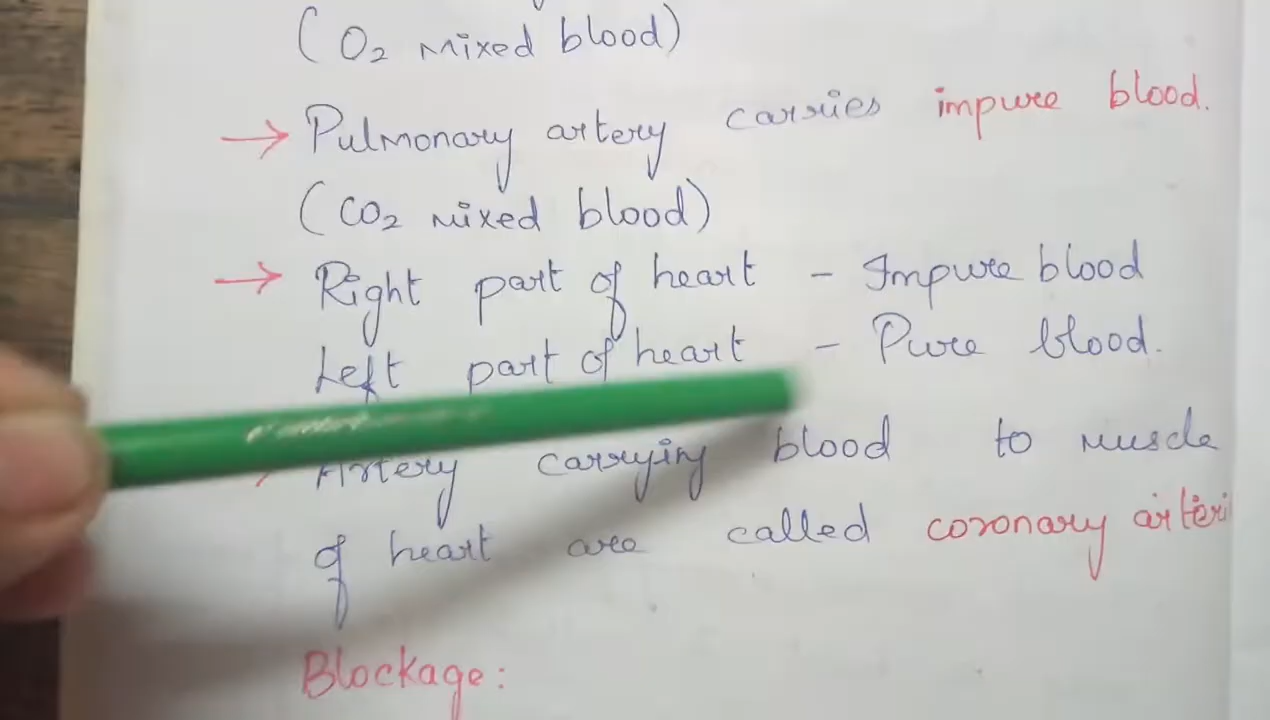 (O₂ mixed blood)
→ Pulmonary artery carries impure blood.
(CO₂ mixed blood)
→ Right part of heart - Impure blood
Left part of heart - Pure blood.
Artery carrying blood to muscle
of heart are called coronary arteri
Blockage: